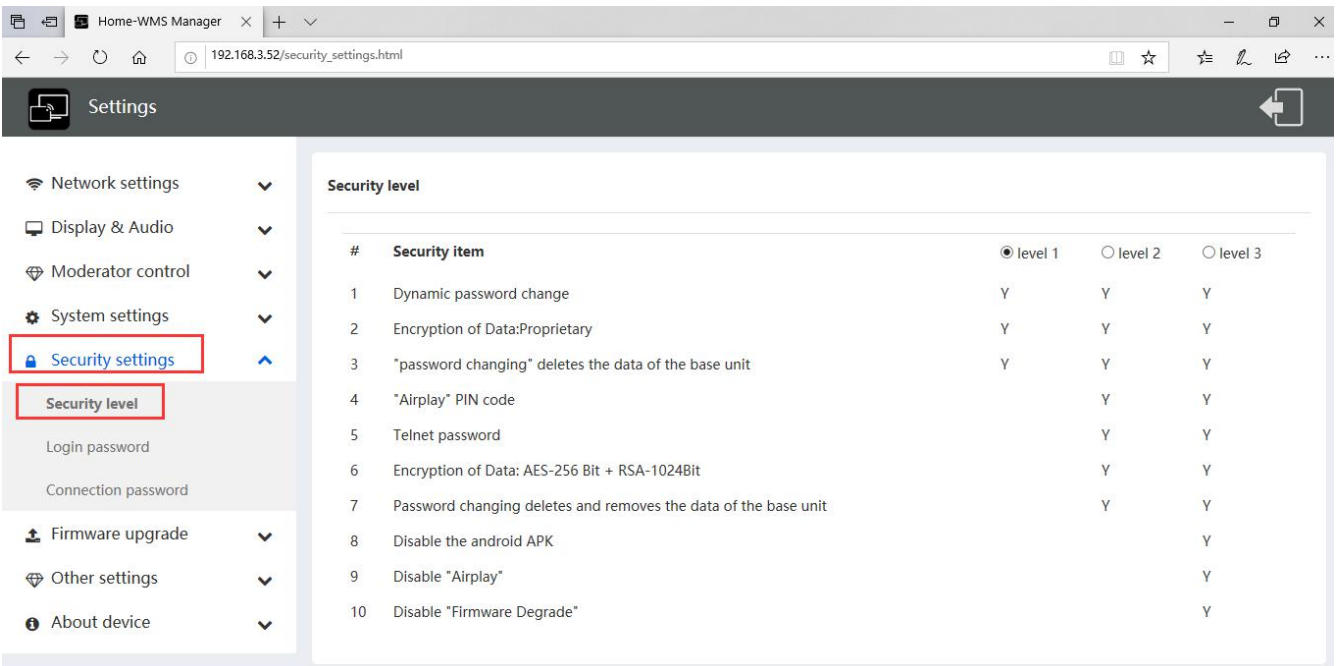 Home-WMS Manager
192.168.3.52/security_settings.html
Settings
Network settings
Display & Audio
Moderator control
System settings
Security settings
Security level
Login password
Connection password
Firmware upgrade
Other settings
About device
Security level
# Security item level 1 level 2 level 3
1 Dynamic password change Y Y Y
2 Encryption of Data:Proprietary Y Y Y
3 "password changing" deletes the data of the base unit Y Y Y
4 "Airplay" PIN code Y Y
5 Telnet password Y Y
6 Encryption of Data: AES-256 Bit + RSA-1024Bit Y Y
7 Password changing deletes and removes the data of the base unit Y Y
8 Disable the android APK Y
9 Disable "Airplay" Y
10 Disable "Firmware Degrade" Y